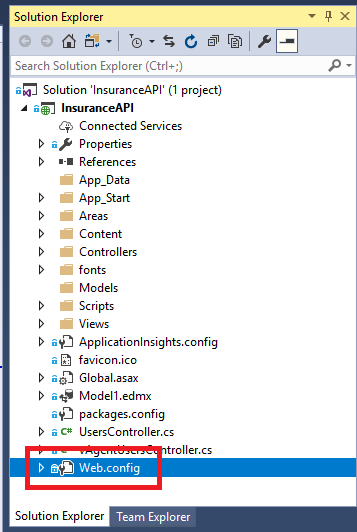 Solution Explorer
Search Solution Explorer (Ctrl+;)
Solution 'InsuranceAPI' (1 project)
InsuranceAPI
Connected Services
Properties
References
App_Data
App_Start
Areas
Content
Controllers
fonts
Models
Scripts
Views
ApplicationInsights.config
favicon.ico
Global.asax
Model1.edmx
packages.config
UsersController.cs
vAgentUsersController.cs
Web.config
Solution Explorer Team Explorer